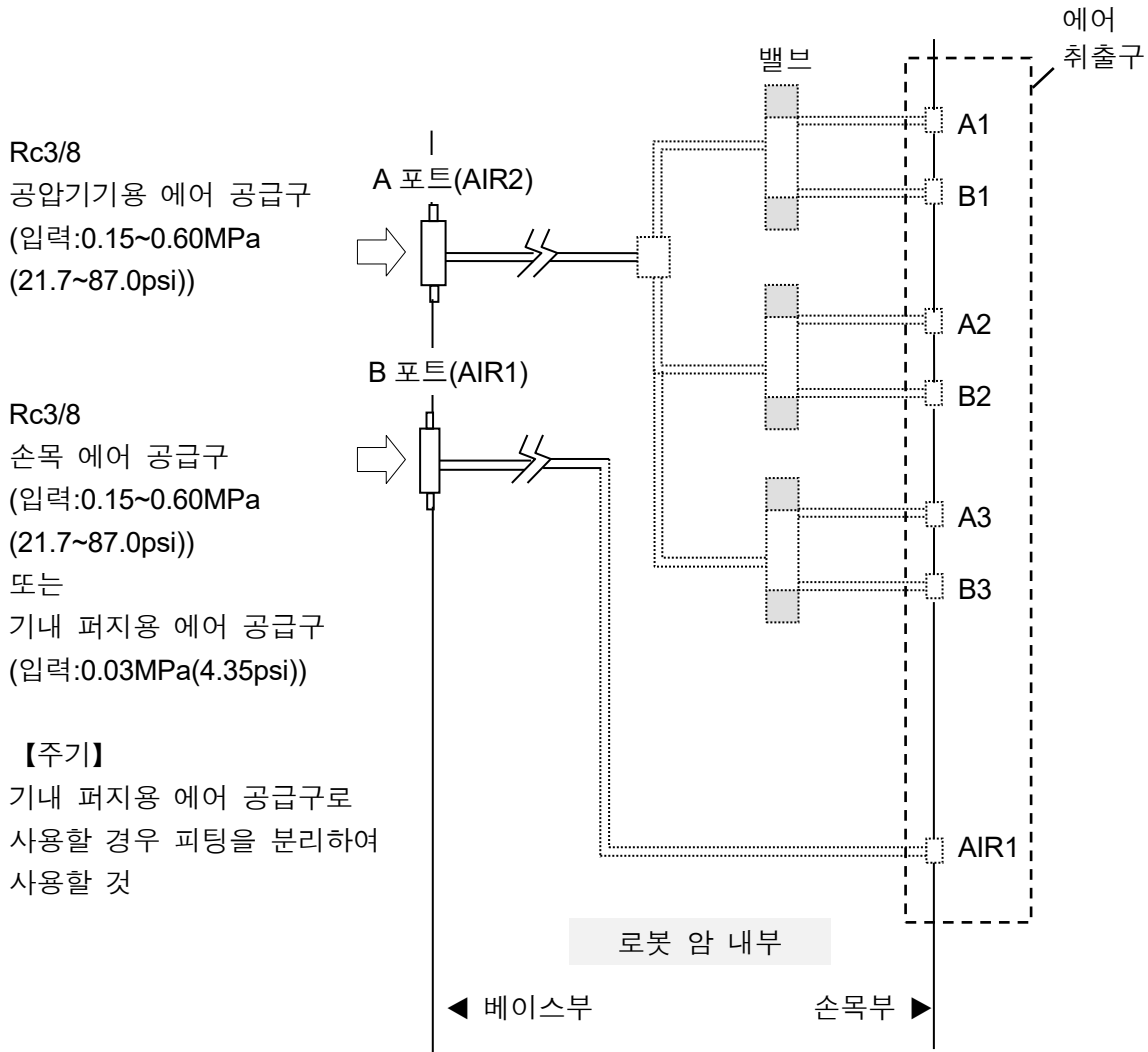 에어
취출구
밸브
A1
B1
Rc3/8
공압기기용 에어 공급구
(입력:0.15~0.60MPa
(21.7~87.0psi))
A 포트(AIR2)
A2
B2
B 포트(AIR1)
Rc3/8
손목 에어 공급구
(입력:0.15~0.60MPa
(21.7~87.0psi))
또는
기내 퍼지용 에어 공급구
(입력:0.03MPa(4.35psi))
A3
B3
【주기】
기내 퍼지용 에어 공급구로
사용할 경우 피팅을 분리하여
사용할 것
AIR1
로봇 암 내부
◀ 베이스부
손목부 ▶